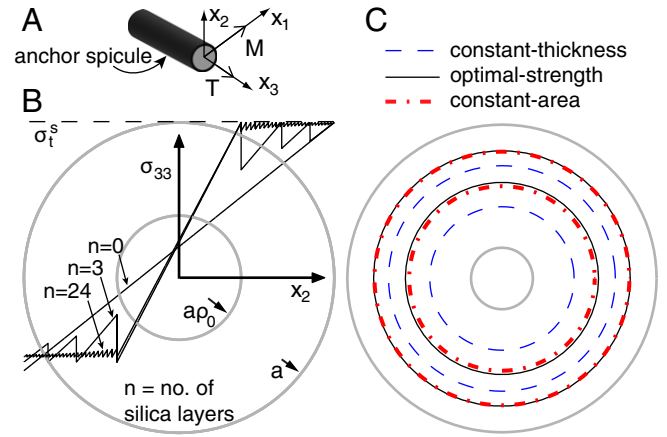 A
x₂
x₁
M
anchor spicule
T
x₃
B
σₜˢ
σ₃₃
n=0
n=3
n=24
x₂
aρ₀
a
n = no. of
silica layers
C
constant-thickness
optimal-strength
constant-area